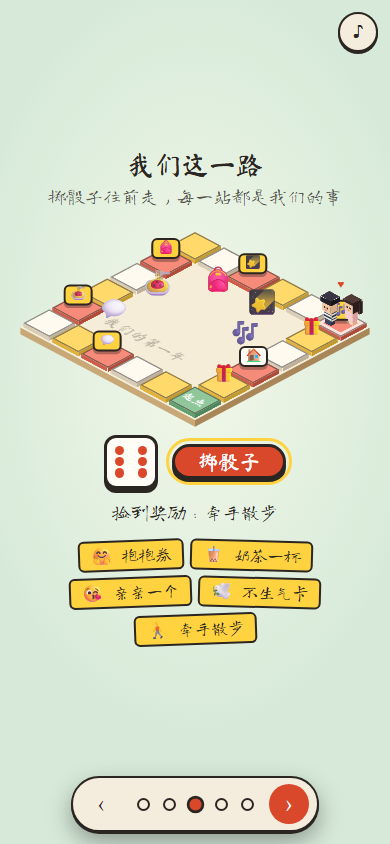 我们这一路
掷骰子往前走，每一站都是我们的事
我们的第一年
起点
掷骰子
捡到奖励：牵手散步
抱抱券
奶茶一杯
亲亲一个
不生气卡
牵手散步